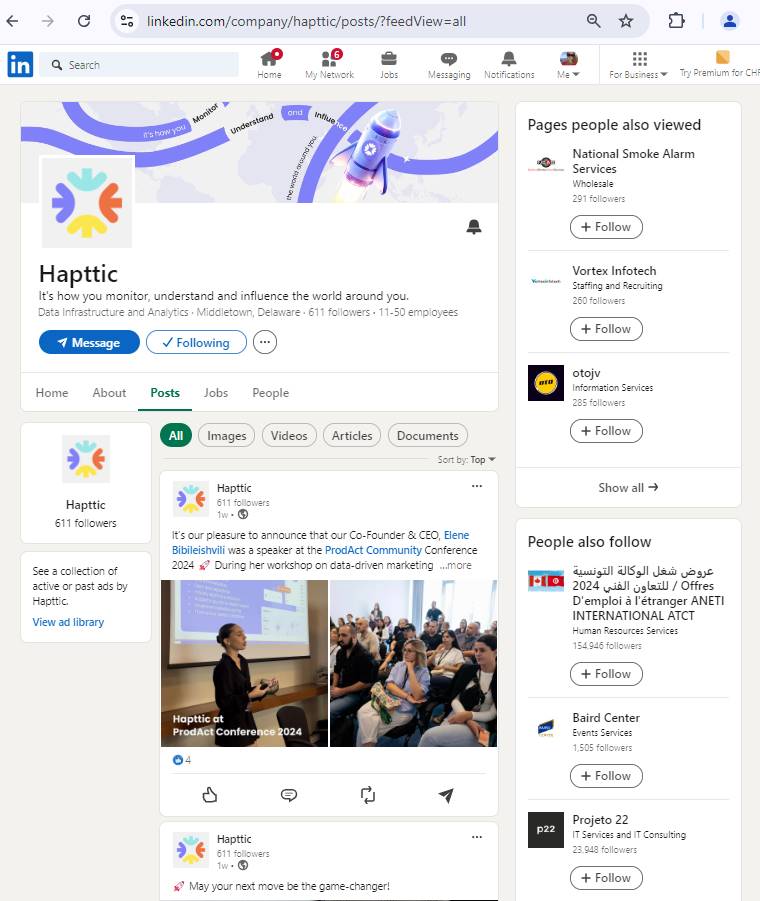 linkedin.com/company/hapttic/posts/?feedView=all
in
Search
Home
6
My Network
Jobs
Messaging
Notifications
Me
For Business
Try Premium for CHF
it's how you
Monitor
Understand
and
Influence
the world around you.
Hapttic
It's how you monitor, understand and influence the world around you.
Data Infrastructure and Analytics · Middletown, Delaware · 611 followers · 11-50 employees
Message
Following
Home
About
Posts
Jobs
People
Hapttic
611 followers
See a collection of
active or past ads by
Hapttic.
View ad library
All
Images
Videos
Articles
Documents
Sort by: Top
Hapttic
611 followers
1w •
It's our pleasure to announce that our Co-Founder & CEO, Elene
Bibileishvili was a speaker at the ProdAct Community Conference
2024 🚀 During her workshop on data-driven marketing ...more
Hapttic at
ProdAct Conference 2024
4
Hapttic
611 followers
1w •
🚀 May your next move be the game-changer!
Pages people also viewed
National Smoke Alarm
Services
Wholesale
291 followers
+ Follow
Vortex Infotech
Staffing and Recruiting
260 followers
+ Follow
oto
otojv
Information Services
285 followers
+ Follow
Show all →
People also follow
عروض شغل الوكالة التونسية
للتعاون الفني 2024 / Offres
D'emploi à l'étranger ANETI
INTERNATIONAL ATCT
Human Resources Services
154,946 followers
+ Follow
Baird Center
Events Services
1,505 followers
+ Follow
p22
Projeto 22
IT Services and IT Consulting
23,948 followers
+ Follow